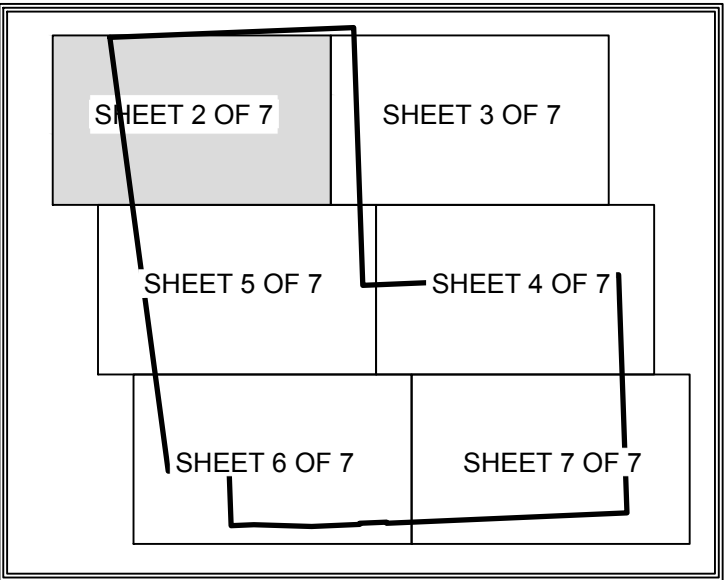 SHEET 2 OF 7
SHEET 3 OF 7
SHEET 5 OF 7
SHEET 4 OF 7
SHEET 6 OF 7
SHEET 7 OF 7